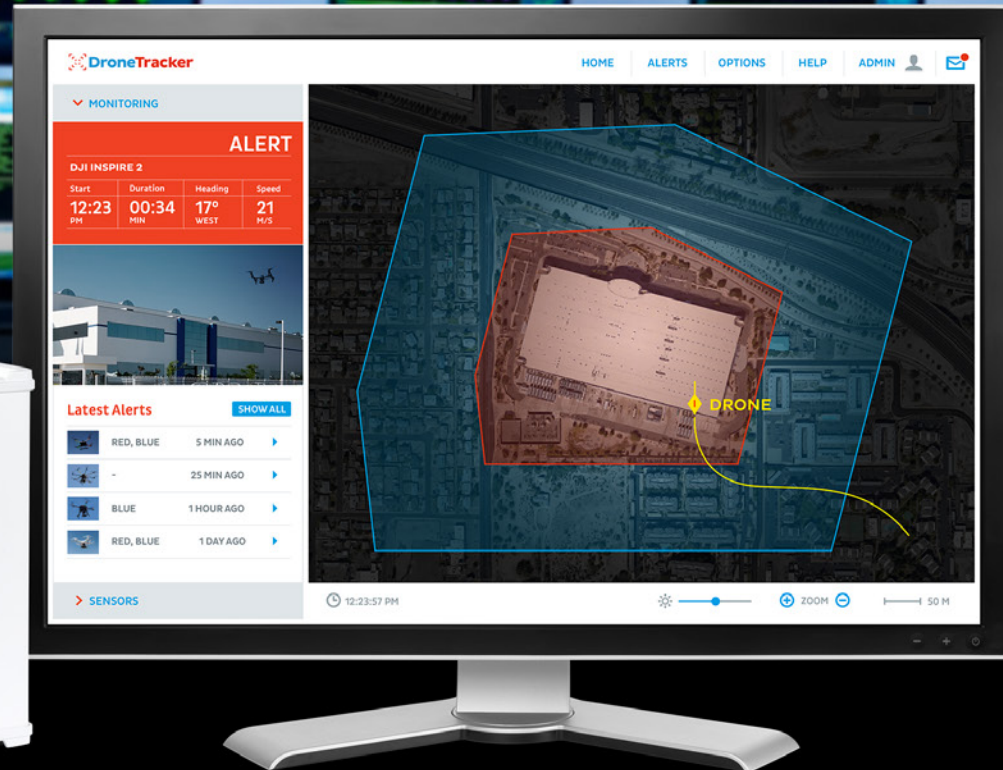 DroneTracker
HOME ALERTS OPTIONS HELP ADMIN
MONITORING
ALERT
DJI INSPIRE 2
Start Duration Heading Speed
12:23 00:34 17° 21
PM MIN WEST M/S
Latest Alerts SHOW ALL
RED, BLUE 5 MIN AGO
- 25 MIN AGO
BLUE 1 HOUR AGO
RED, BLUE 1 DAY AGO
SENSORS
DRONE
12:23:57 PM ZOOM 50 M